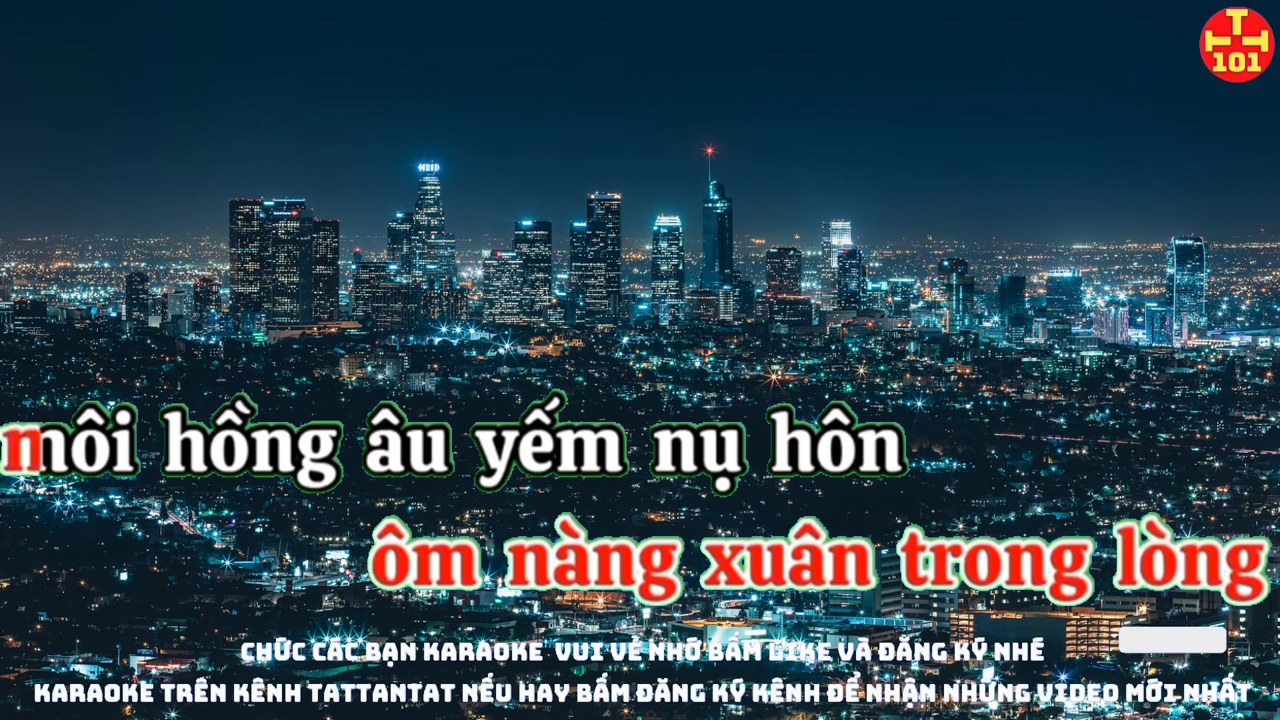 T
TT
101
môi hồng âu yếm nụ hôn
ôm nàng xuân trong lòng
CHÚC CÁC BẠN KARAOKE VUI VẺ NHỚ BẤM LIKE VÀ ĐĂNG KÝ NHÉ
KARAOKE TRÊN KÊNH TATTANTAT NẾU HAY BẤM ĐĂNG KÝ KÊNH ĐỂ NHẬN NHỮNG VIDEO MỚI NHẤT